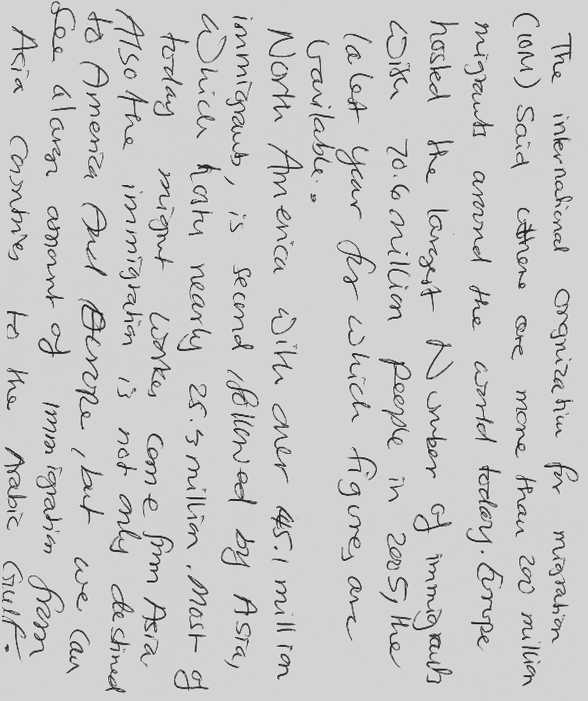 The international orgnization for migration
(IOM) said there are more than 200 million
migrants around the world today. Europe
hosted the largest Number of immigrants
with 70.6 million people in 2005, the
latest year for which figures are
available.
North America with over 45.1 million
immigrants, is second, followed by Asia,
which hosts nearly 25.3 million. Most of
today migrant workes come from Asia.
Also the immigration is not only destined
to America And Europe, but we can
see alarge amount of immigration from
Asia Countries to the Arabic Gulf.